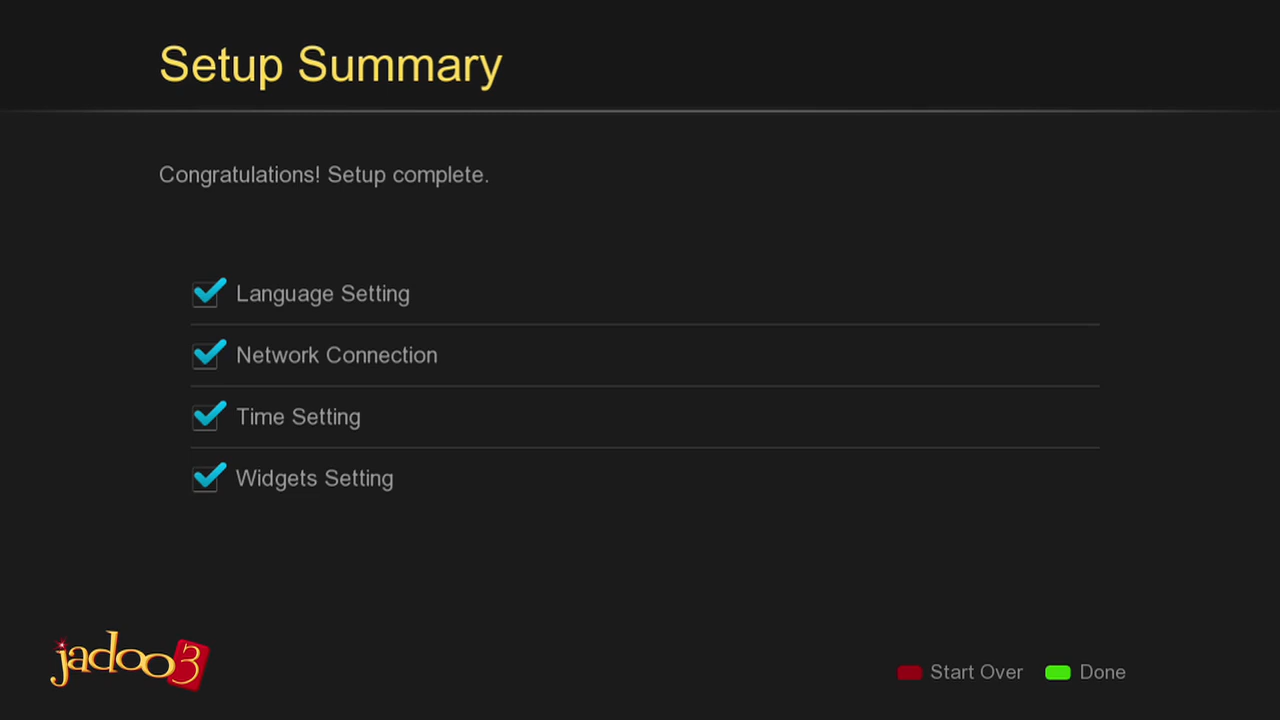 Setup Summary
Congratulations! Setup complete.
Language Setting
Network Connection
Time Setting
Widgets Setting
jadoo3
Start Over
Done